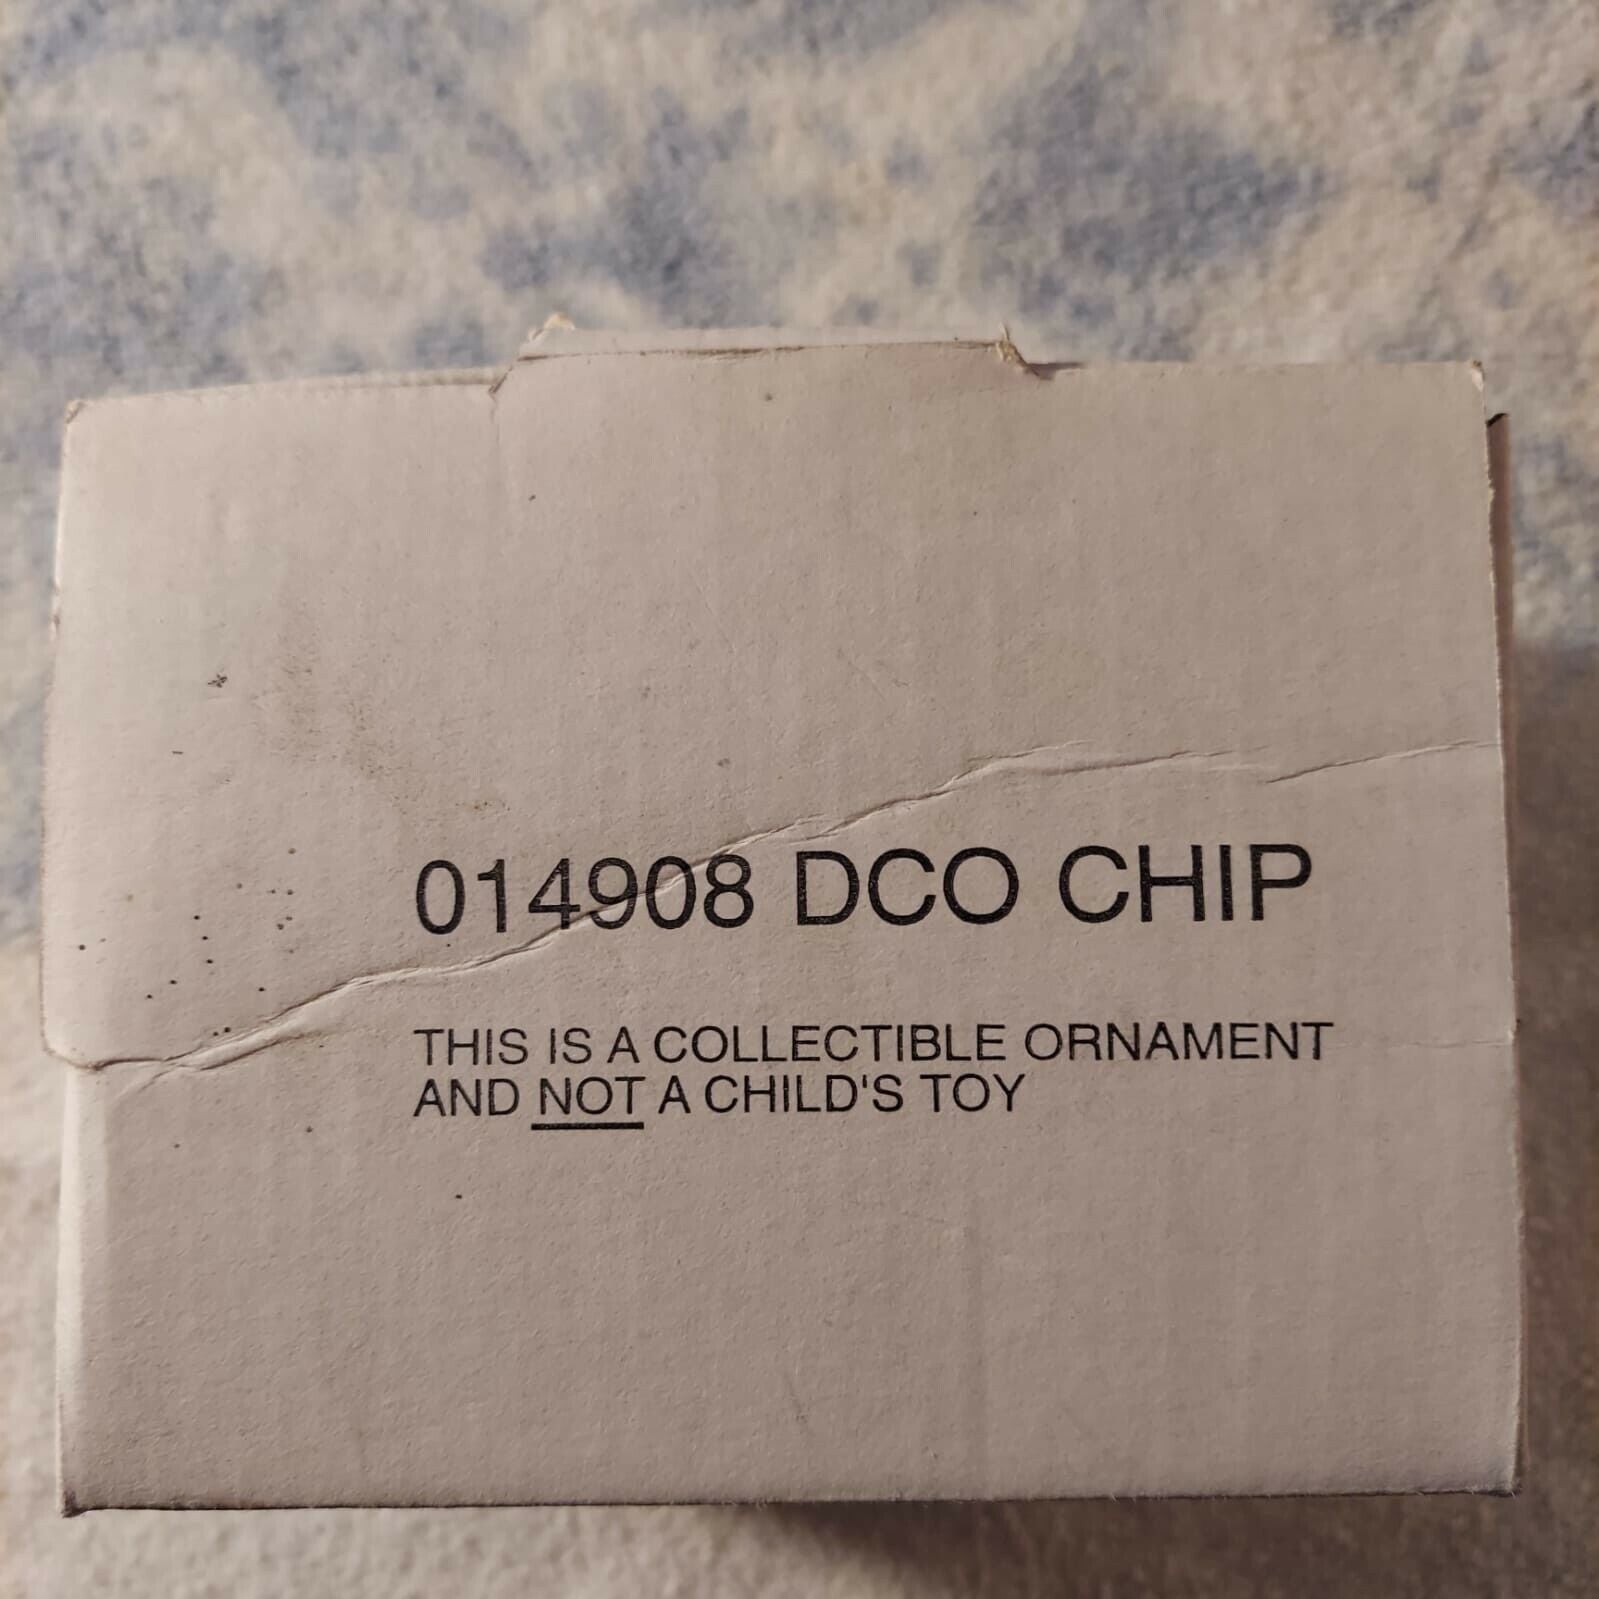 014908 DCO CHIP
THIS IS A COLLECTIBLE ORNAMENT
AND NOT A CHILD'S TOY